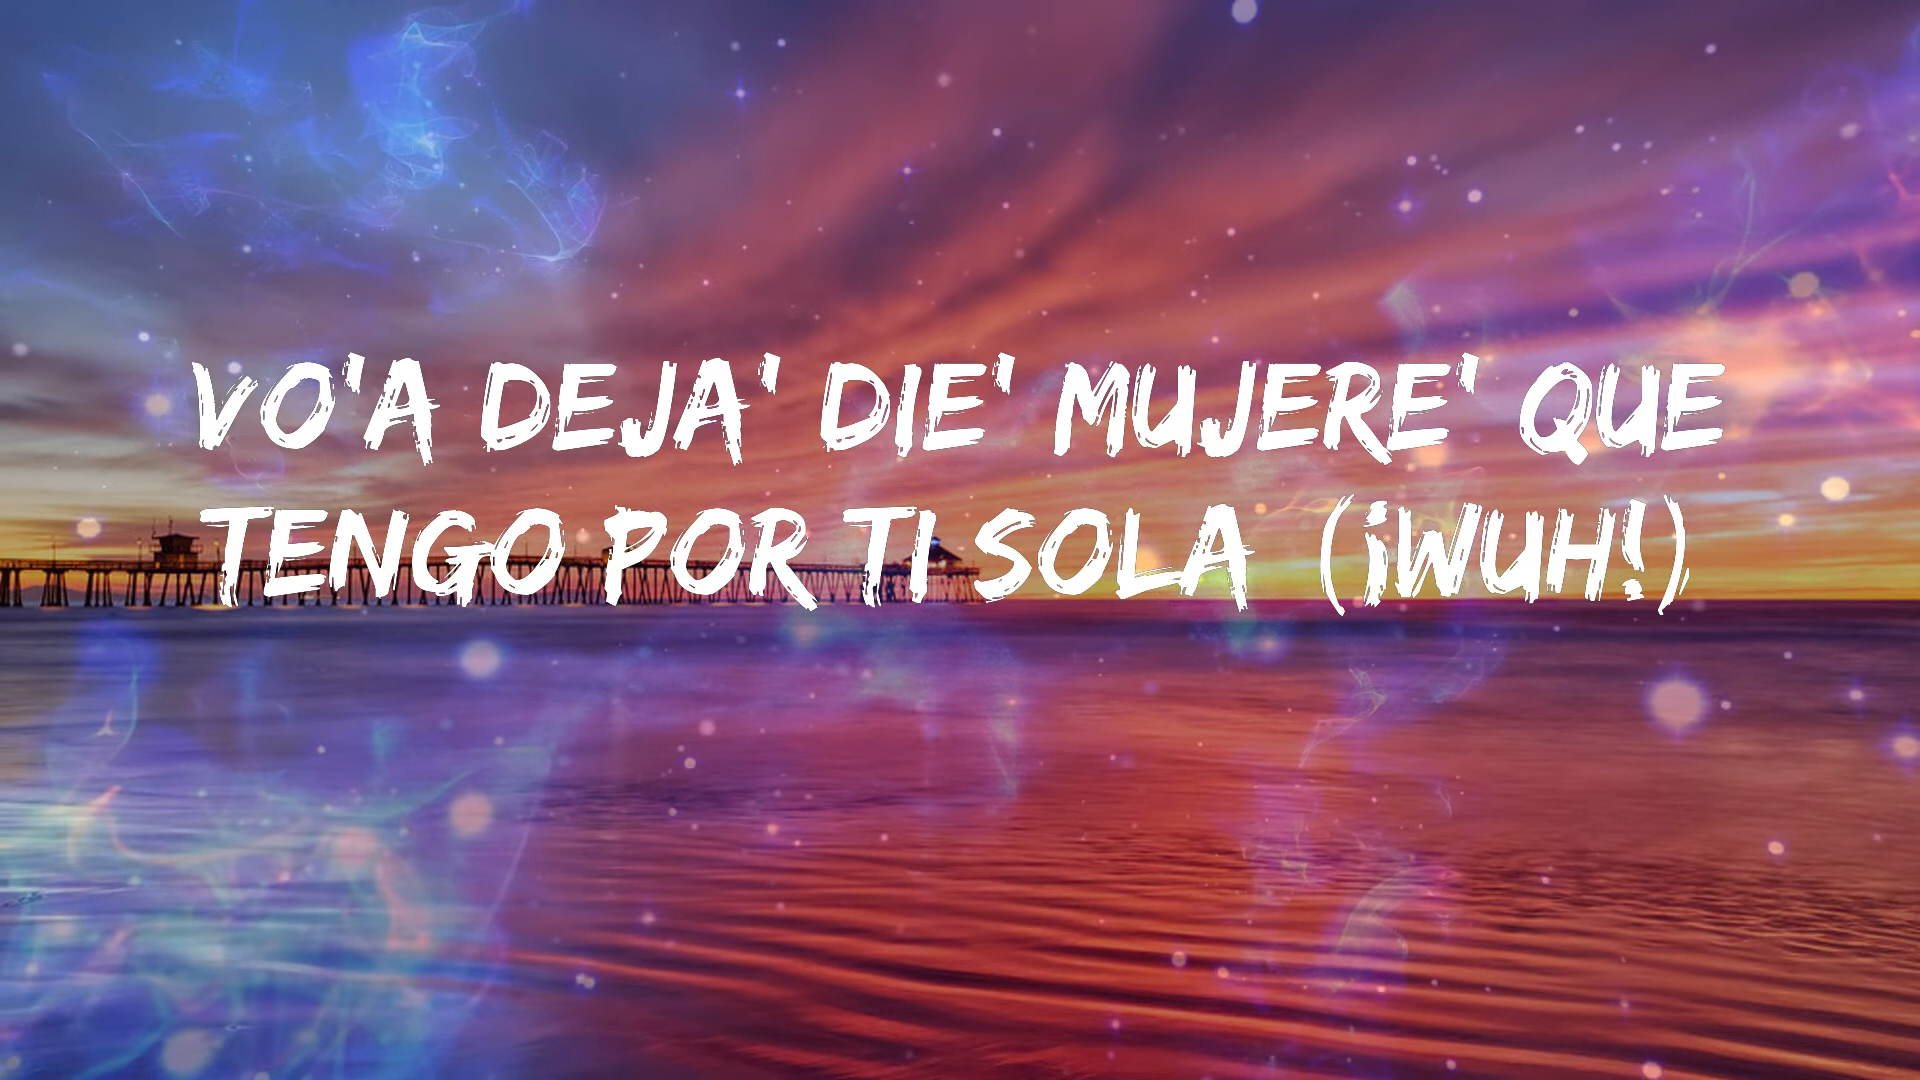 VO'A DEJA' DIE' MUJERE' QUE
TENGO POR TI SOLA (¡WUH!)